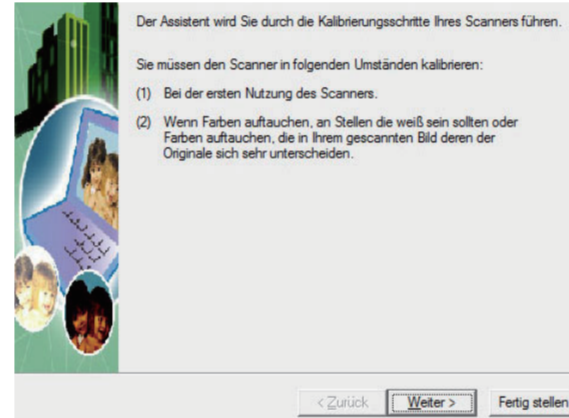 Der Assistent wird Sie durch die Kalibrierungsschritte Ihres Scanners führen.
Sie müssen den Scanner in folgenden Umständen kalibrieren:
(1) Bei der ersten Nutzung des Scanners.
(2) Wenn Farben auftauchen, an Stellen die weiß sein sollten oder
Farben auftauchen, die in Ihrem gescannten Bild deren der
Originale sich sehr unterscheiden.
< Zurück Weiter > Fertig stellen